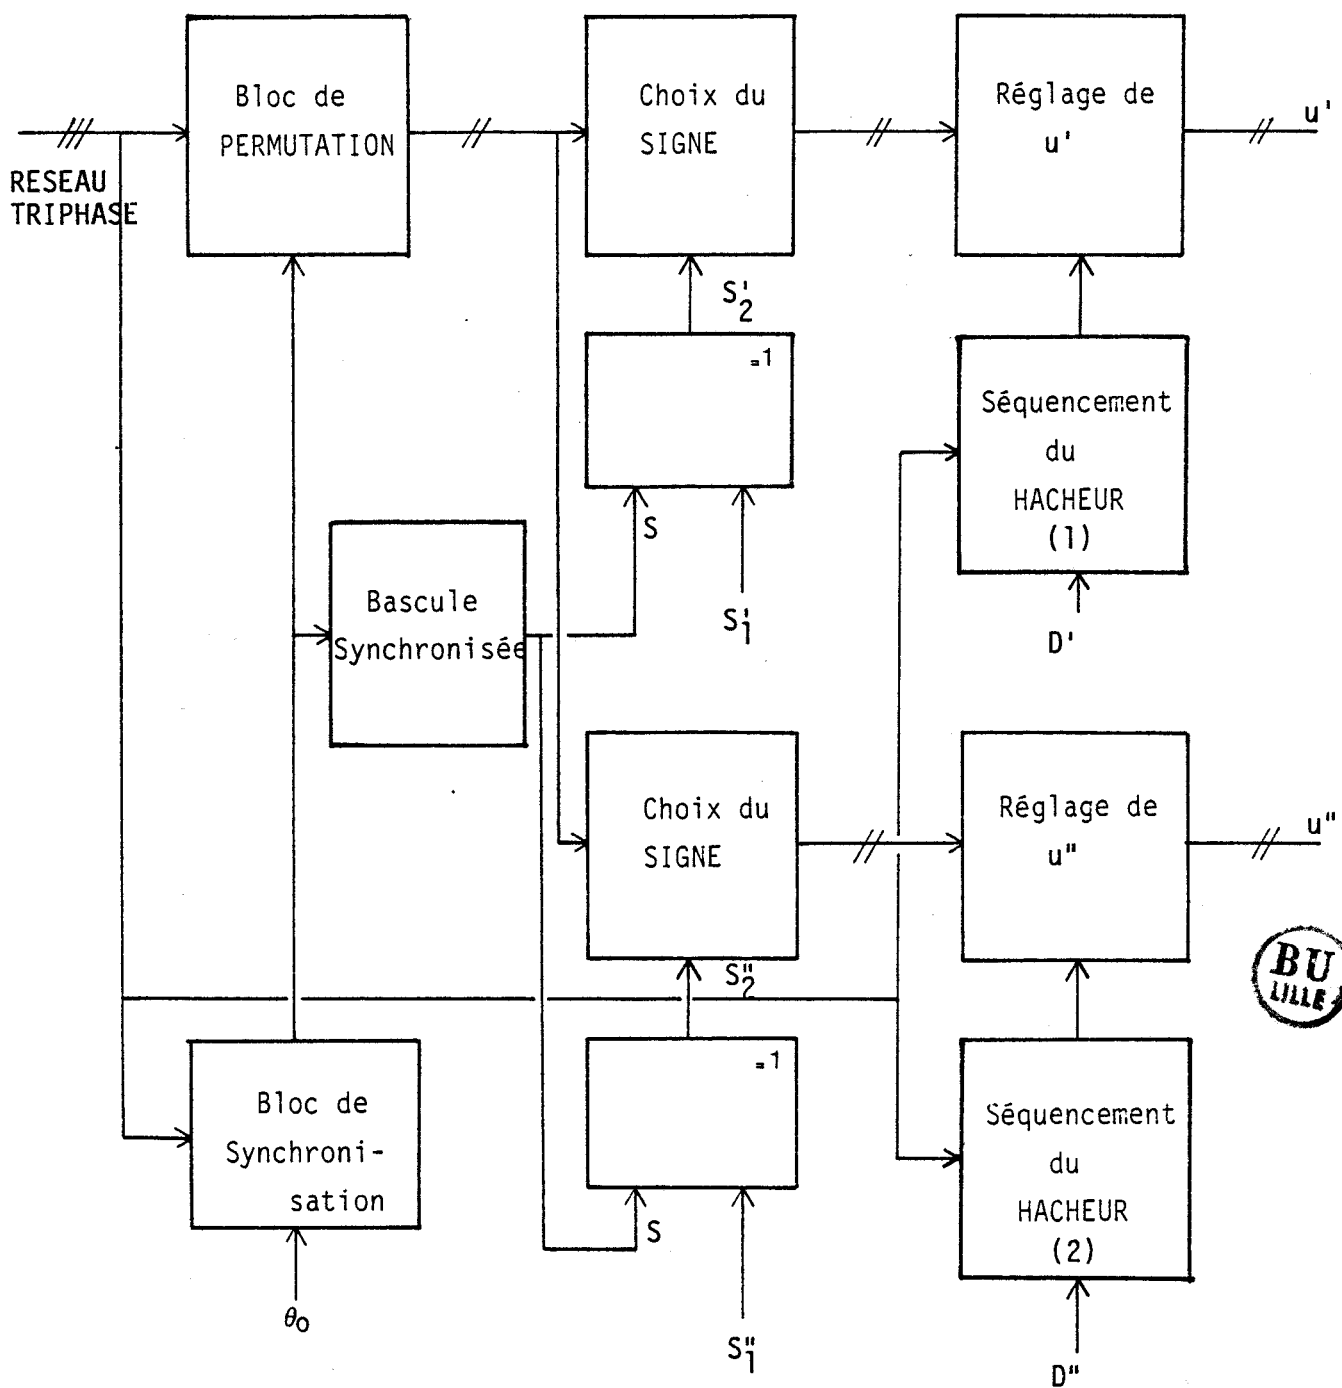 Bloc de
PERMUTATION
Choix du
SIGNE
Réglage de
u'
u'
RESEAU
TRIPHASE
S'2
=1
Séquencement
du
HACHEUR
(1)
S
S'1
D'
Bascule
Synchronisée
Choix du
SIGNE
Réglage de
u"
u"
BU
LILLE
S"2
=1
Bloc de
Synchroni-
sation
Séquencement
du
HACHEUR
(2)
S
θo
S"1
D"